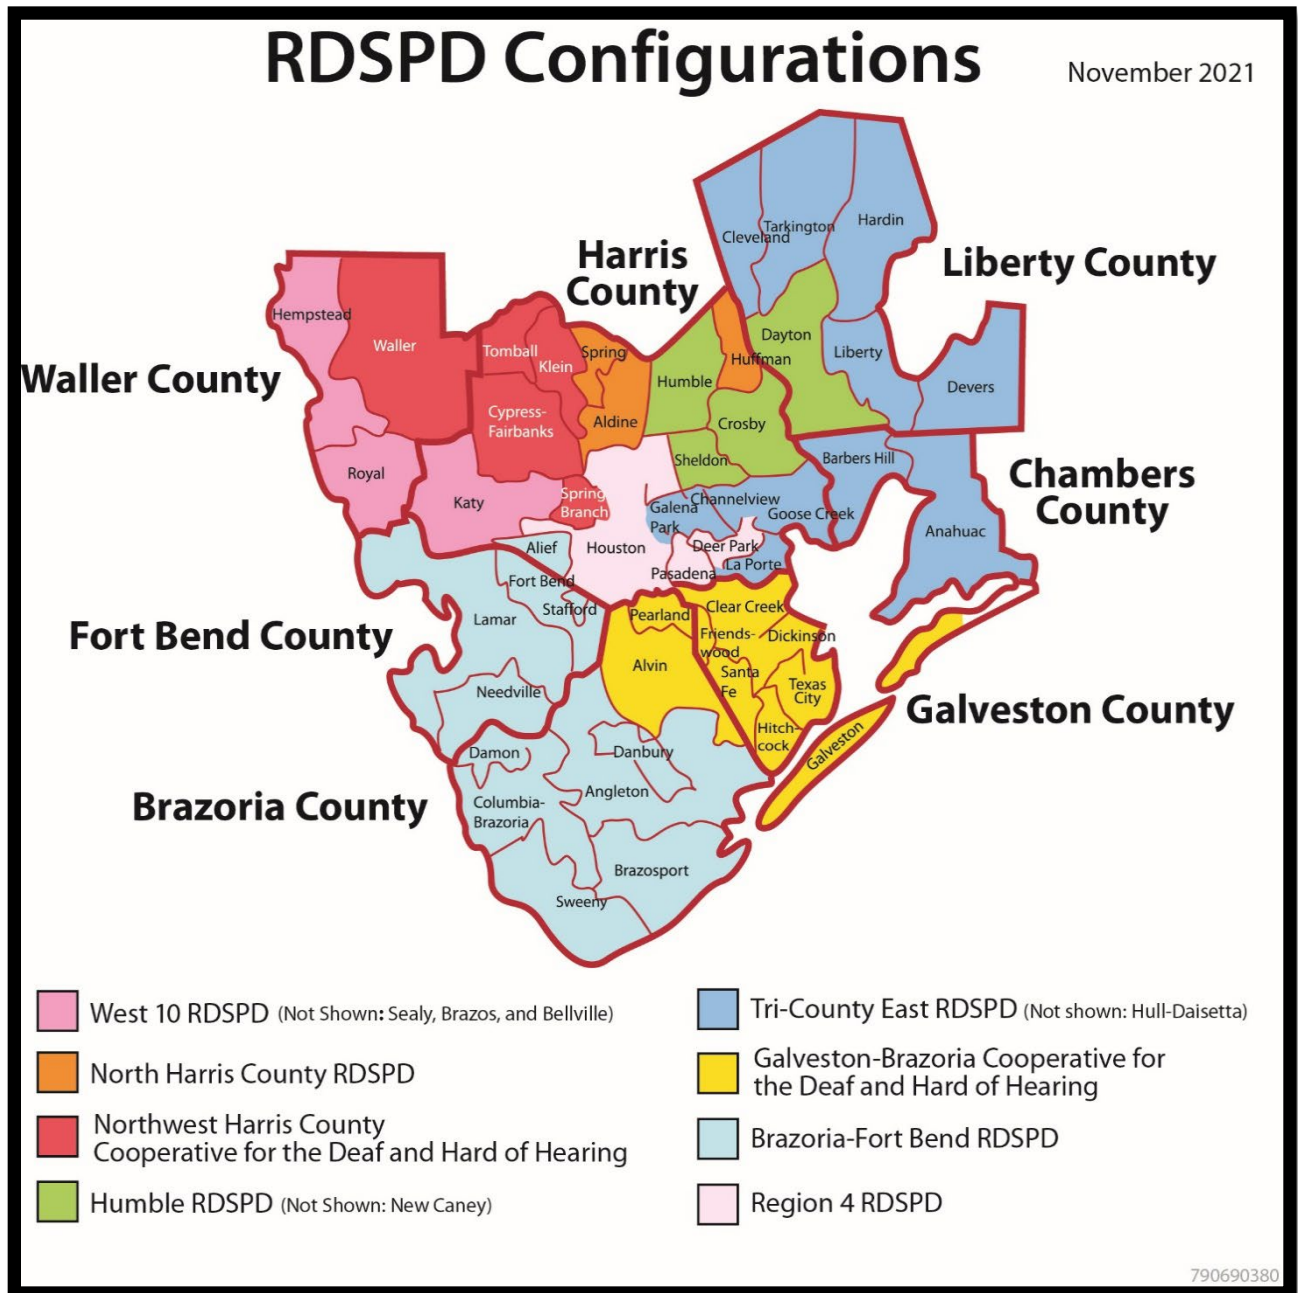 RDSPD Configurations
November 2021
Harris
County
Liberty County
Waller County
Chambers
County
Fort Bend County
Galveston County
Brazoria County
Cleveland
Tarkington
Hardin
Hempstead
Waller
Tomball
Klein
Spring
Huffman
Dayton
Liberty
Devers
Humble
Cypress-
Fairbanks
Aldine
Crosby
Sheldon
Barbers Hill
Royal
Katy
Spring
Branch
Galena
Park
Channelview
Goose Creek
Anahuac
Alief
Houston
Deer Park
La Porte
Pasadena
Fort Bend
Stafford
Lamar
Pearland
Clear Creek
Friends-
wood
Dickinson
Alvin
Santa
Fe
Texas
City
Needville
Hitch-
cock
Galveston
Damon
Danbury
Angleton
Columbia-
Brazoria
Brazosport
Sweeny
West 10 RDSPD (Not Shown: Sealy, Brazos, and Bellville)
North Harris County RDSPD
Northwest Harris County
Cooperative for the Deaf and Hard of Hearing
Humble RDSPD (Not Shown: New Caney)
Tri-County East RDSPD (Not shown: Hull-Daisetta)
Galveston-Brazoria Cooperative for
the Deaf and Hard of Hearing
Brazoria-Fort Bend RDSPD
Region 4 RDSPD
790690380